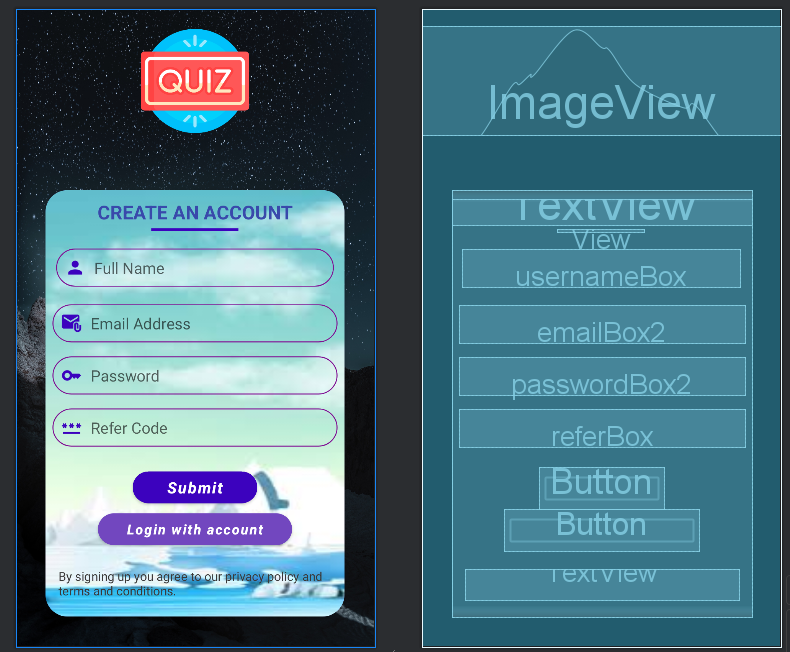 QUIZ
CREATE AN ACCOUNT
Full Name
Email Address
Password
Refer Code
Submit
Login with account
By signing up you agree to our privacy policy and
terms and conditions.
ImageView
TextView
View
usernameBox
emailBox2
passwordBox2
referBox
Button
Button
TextView